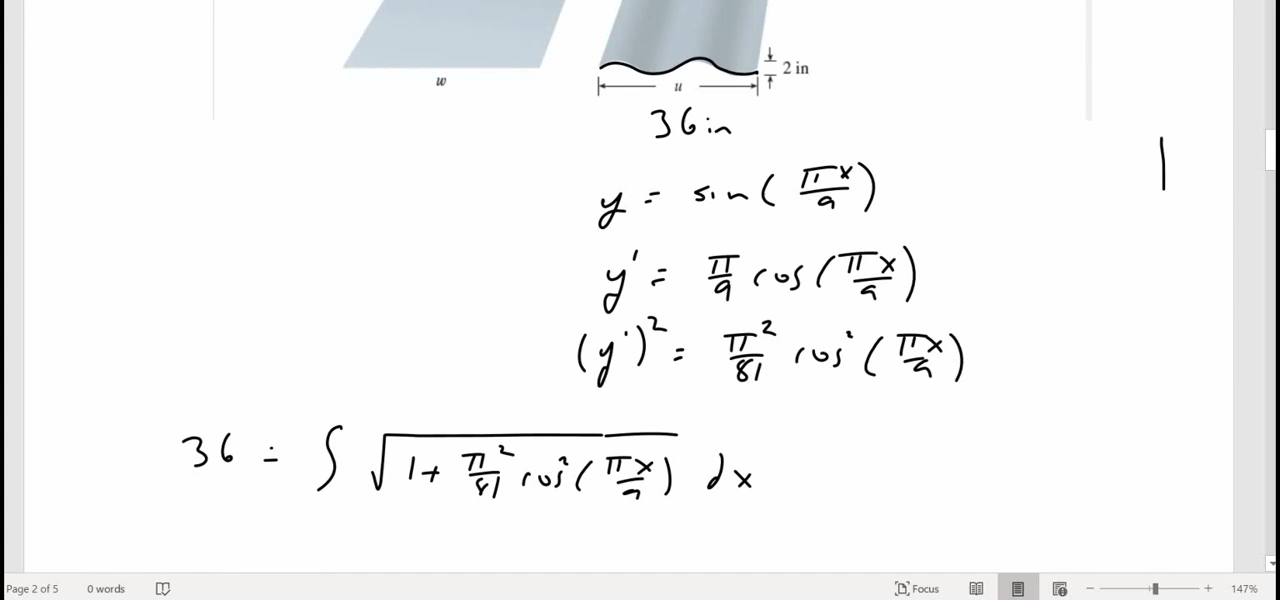 w
u
2 in
36 in
y = sin(πx/9)
y' = π/9 cos(πx/9)
(y')² = π²/81 cos²(πx/9)
36 = ∫ √(1 + π²/81 cos²(πx/9)) dx
Page 2 of 5 0 words Focus - + 147%